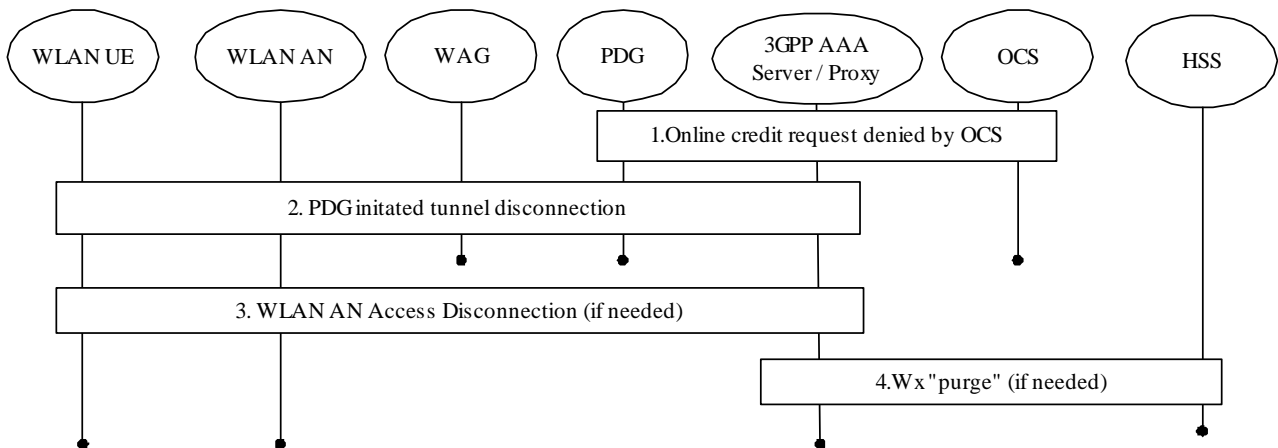 WLAN UE
WLAN AN
WAG
PDG
3GPP AAA
Server / Proxy
OCS
HSS
1.Online credit request denied by OCS
2. PDG initated tunnel disconnection
3. WLAN AN Access Disconnection (if needed)
4.Wx "purge" (if needed)